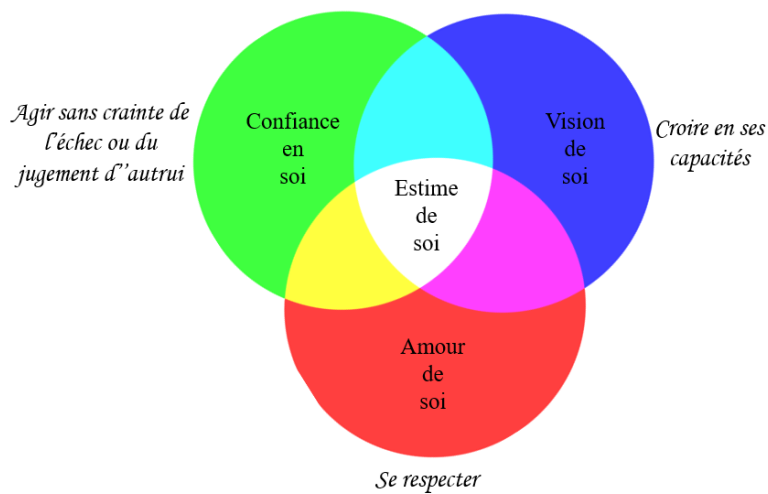 Agir sans crainte de
l'échec ou du
jugement d''autrui
Confiance
en
soi
Vision
de
soi
Croire en ses
capacités
Estime
de
soi
Amour
de
soi
Se respecter